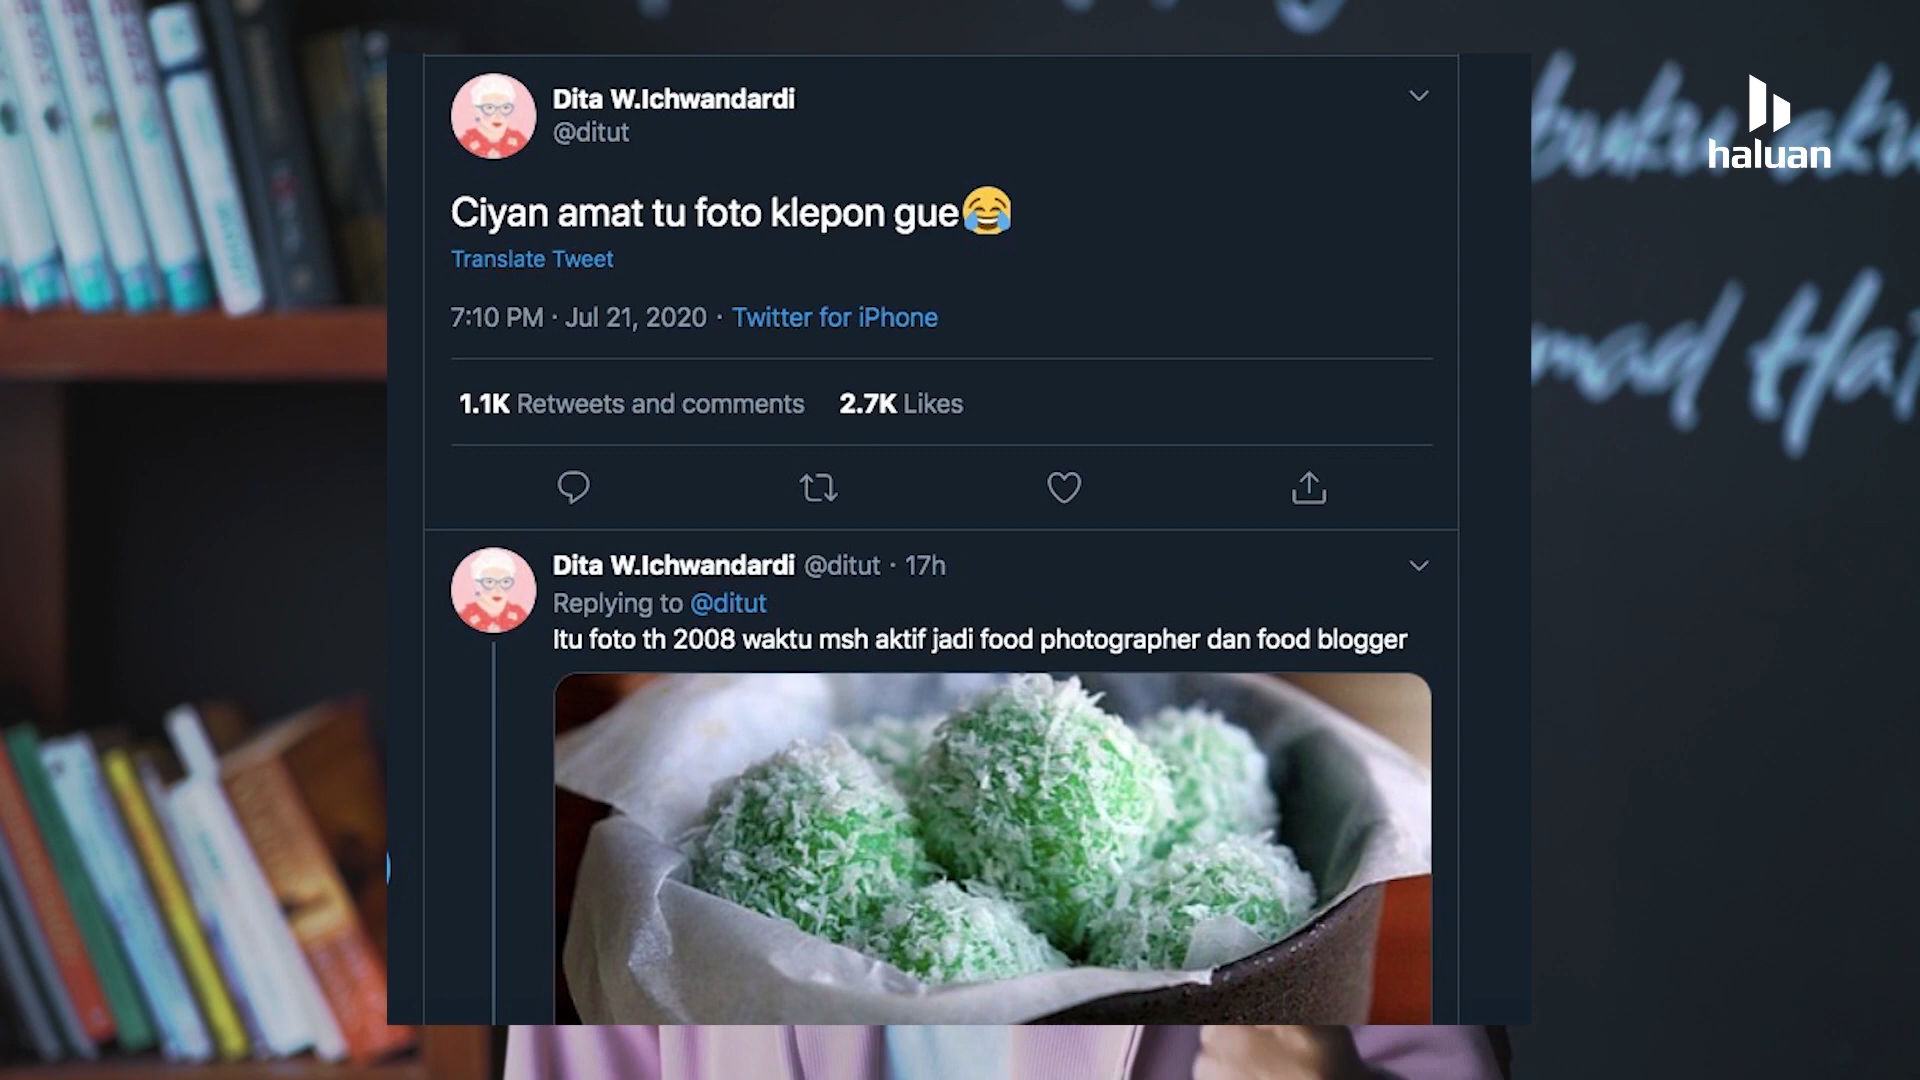 haluan
Dita W.Ichwandardi
@ditut
Ciyan amat tu foto klepon gue😂
Translate Tweet
7:10 PM · Jul 21, 2020 · Twitter for iPhone
1.1K Retweets and comments 2.7K Likes
Dita W.Ichwandardi @ditut · 17h
Replying to @ditut
Itu foto th 2008 waktu msh aktif jadi food photographer dan food blogger